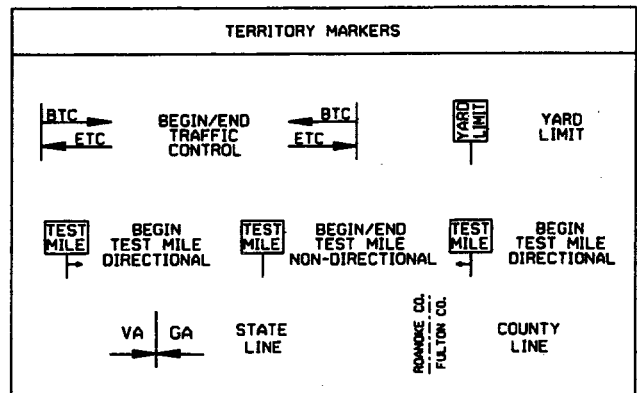 TERRITORY MARKERS
BTC
ETC
BEGIN/END
TRAFFIC
CONTROL
BTC
ETC
YARD
LIMIT
YARD
LIMIT
TEST
MILE
BEGIN
TEST MILE
DIRECTIONAL
TEST
MILE
BEGIN/END
TEST MILE
NON-DIRECTIONAL
TEST
MILE
BEGIN
TEST MILE
DIRECTIONAL
VA GA
STATE
LINE
ROANOKE CO.
FULTON CO.
COUNTY
LINE